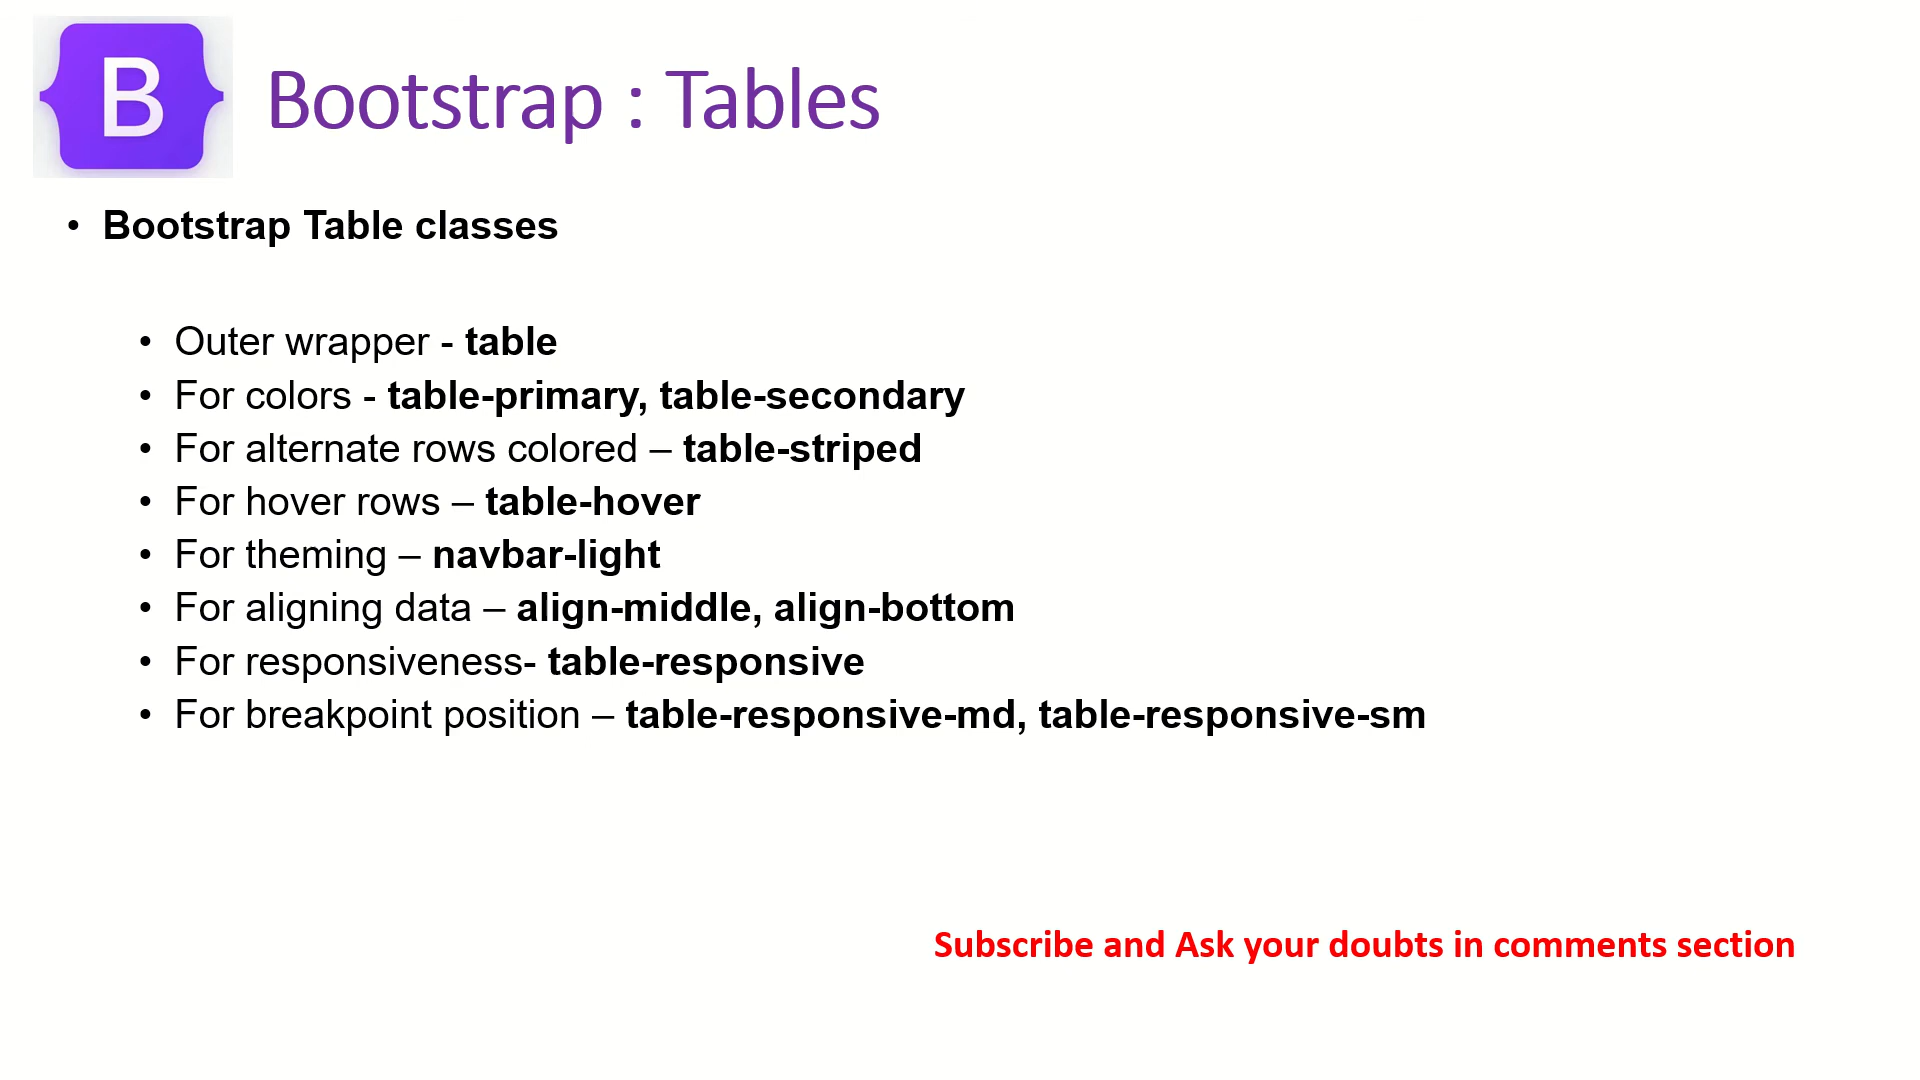 B
Bootstrap : Tables
• Bootstrap Table classes
• Outer wrapper - table
• For colors - table-primary, table-secondary
• For alternate rows colored – table-striped
• For hover rows – table-hover
• For theming – navbar-light
• For aligning data – align-middle, align-bottom
• For responsiveness- table-responsive
• For breakpoint position – table-responsive-md, table-responsive-sm
Subscribe and Ask your doubts in comments section